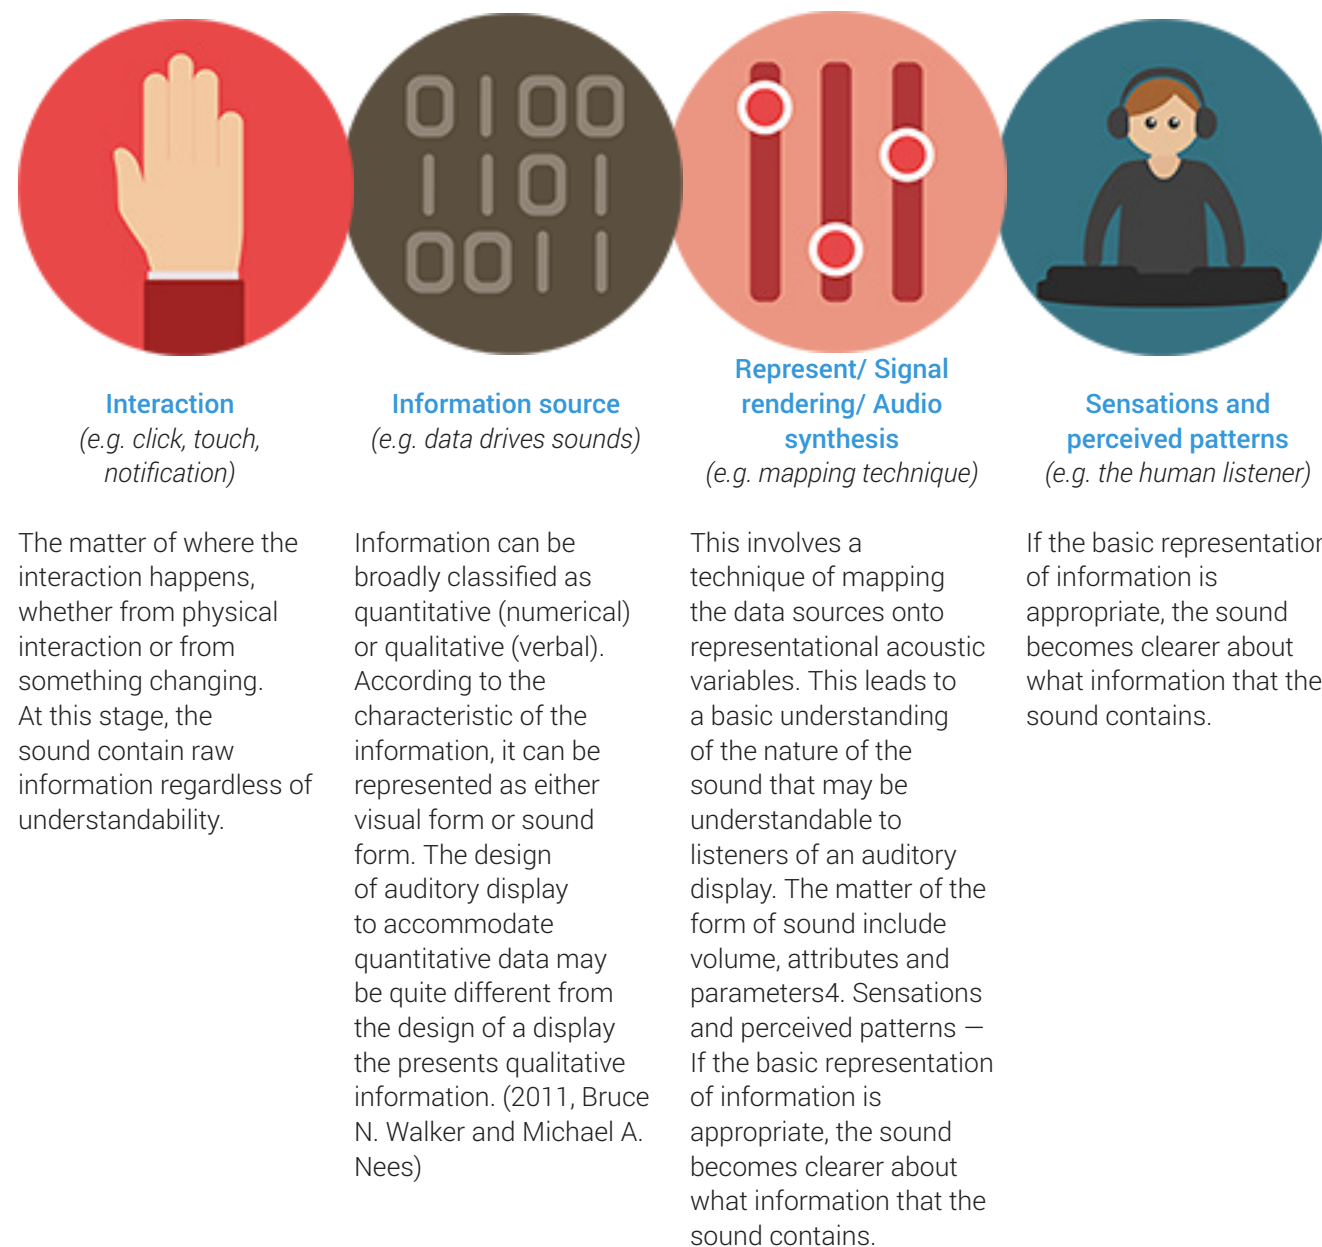 0100
1101
0011
Interaction
(e.g. click, touch,
notification)
The matter of where the
interaction happens,
whether from physical
interaction or from
something changing.
At this stage, the
sound contain raw
information regardless of
understandability.
Information source
(e.g. data drives sounds)
Information can be
broadly classified as
quantitative (numerical)
or qualitative (verbal).
According to the
characteristic of the
information, it can be
represented as either
visual form or sound
form. The design
of auditory display
to accommodate
quantitative data may
be quite different from
the design of a display
the presents qualitative
information. (2011, Bruce
N. Walker and Michael A.
Nees)
Represent/ Signal
rendering/ Audio
synthesis
(e.g. mapping technique)
This involves a
technique of mapping
the data sources onto
representational acoustic
variables. This leads to
a basic understanding
of the nature of the
sound that may be
understandable to
listeners of an auditory
display. The matter of the
form of sound include
volume, attributes and
parameters4. Sensations
and perceived patterns —
If the basic representation
of information is
appropriate, the sound
becomes clearer about
what information that the
sound contains.
Sensations and
perceived patterns
(e.g. the human listener)
If the basic representation
of information is
appropriate, the sound
becomes clearer about
what information that the
sound contains.